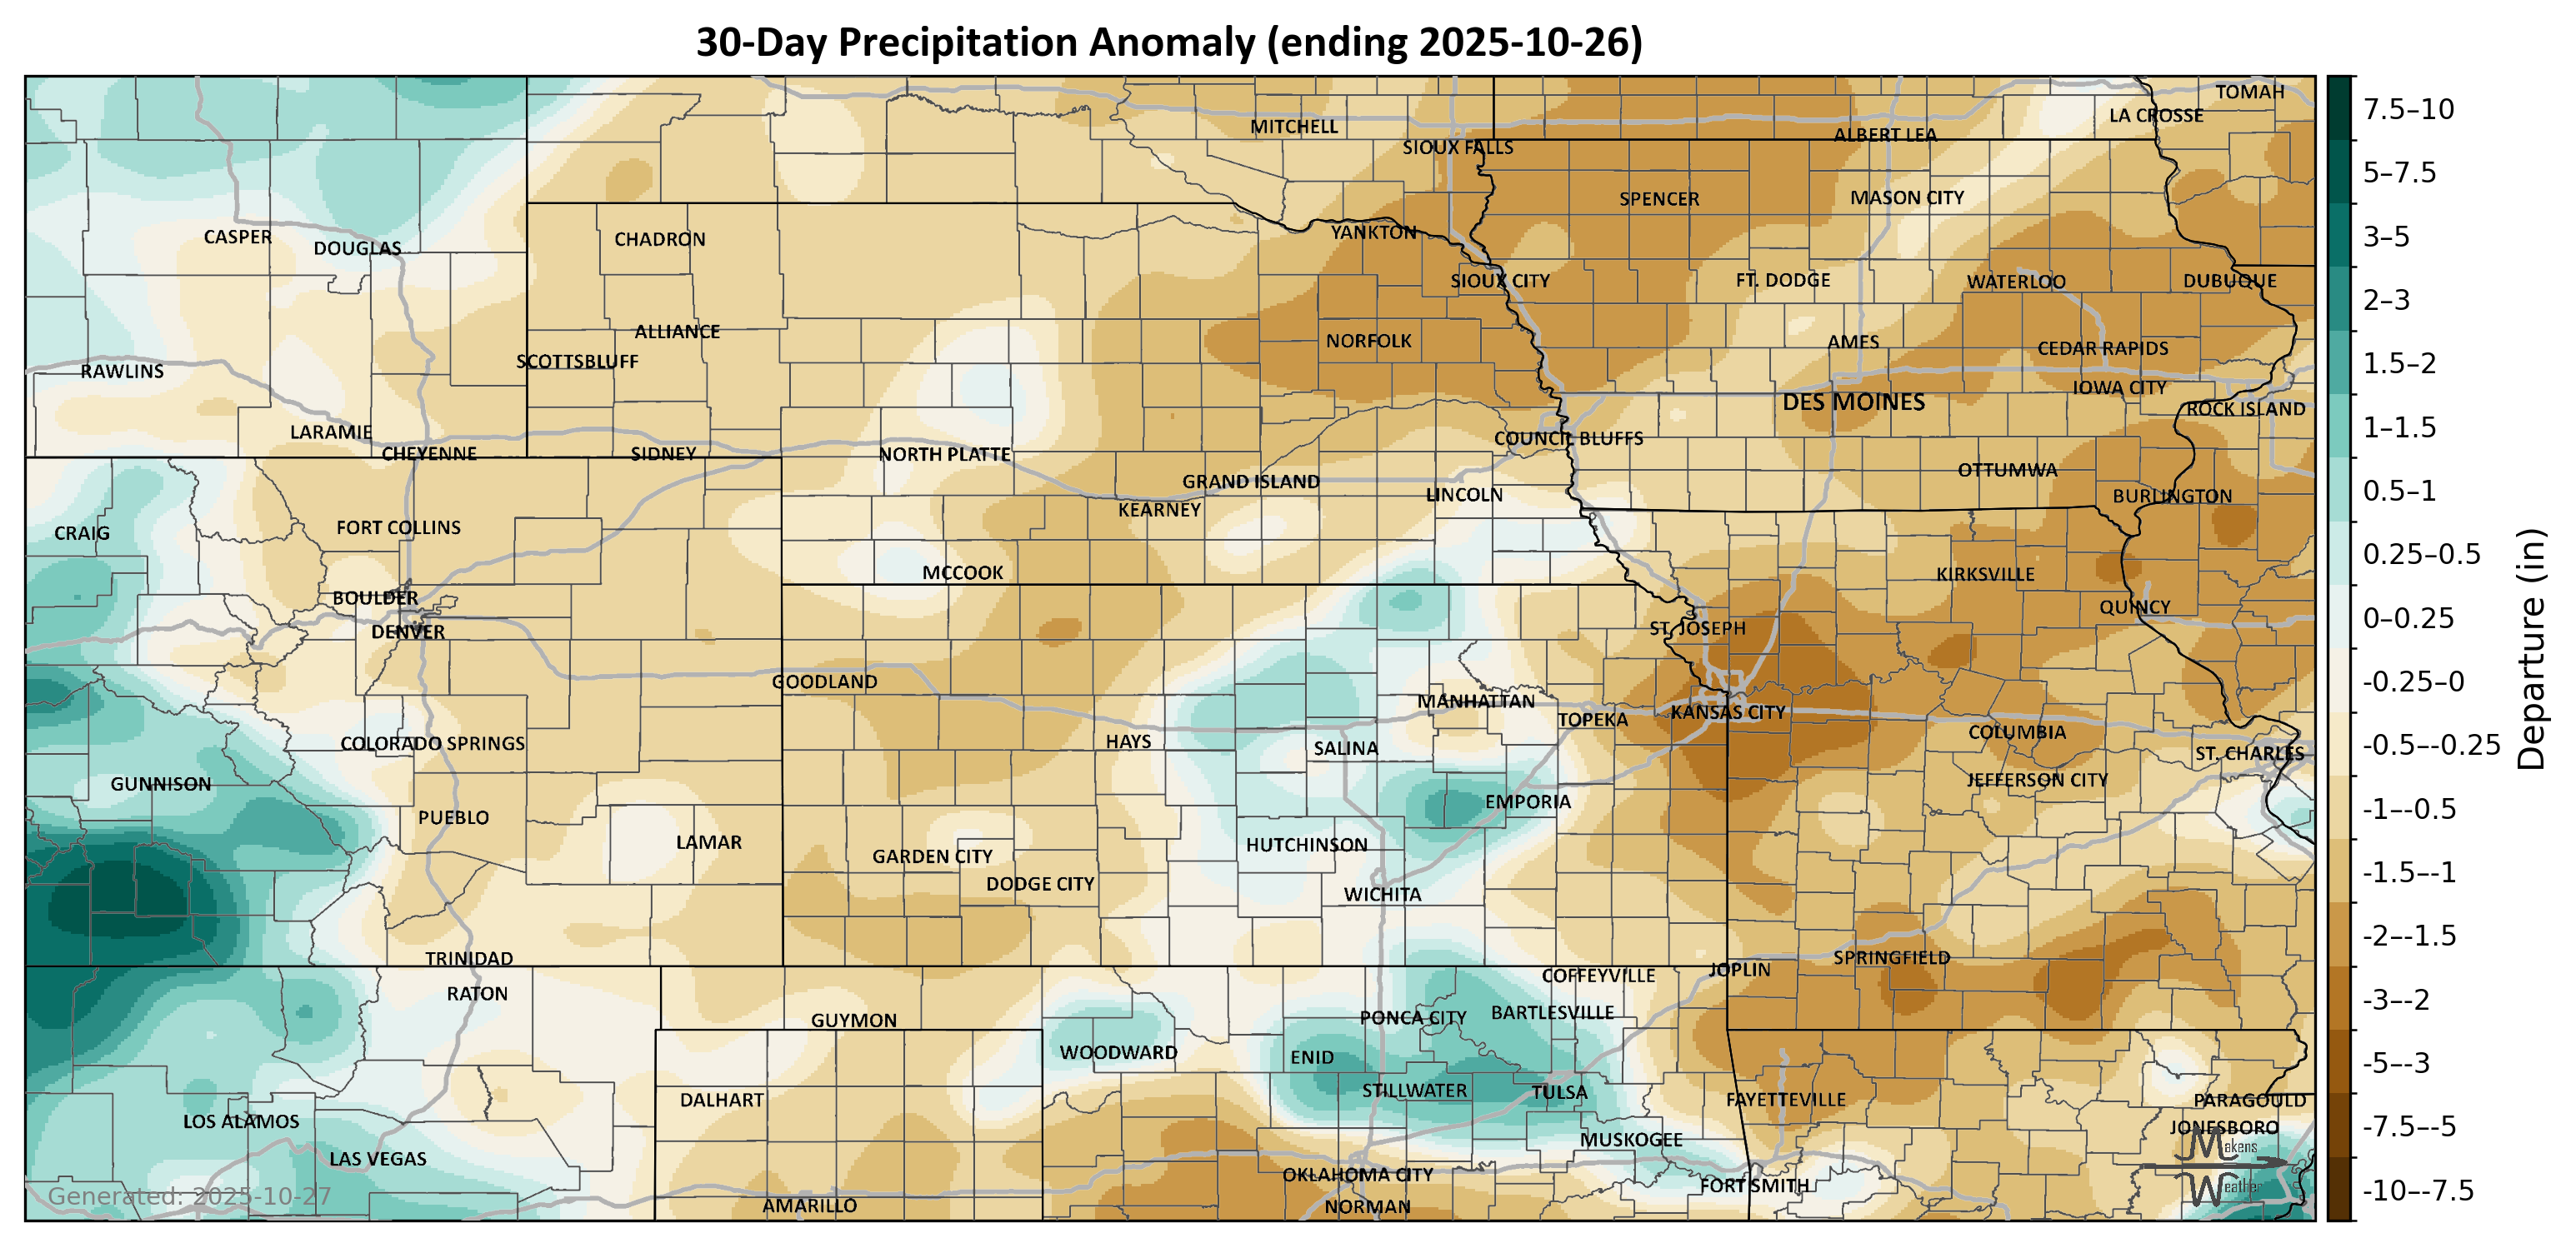 30-Day Precipitation Anomaly (ending 2025-10-26)
TOMAH
LA CROSSE
MITCHELL
ALBERT LEA
SIOUX FALLS
SPENCER
MASON CITY
CASPER
DOUGLAS
CHADRON
YANKTON
SIOUX CITY
FT. DODGE
WATERLOO
DUBUQUE
ALLIANCE
NORFOLK
AMES
CEDAR RAPIDS
SCOTTSBLUFF
RAWLINS
IOWA CITY
DES MOINES
ROCK ISLAND
LARAMIE
COUNCIL BLUFFS
CHEYENNE
SIDNEY
NORTH PLATTE
OTTUMWA
GRAND ISLAND
LINCOLN
BURLINGTON
KEARNEY
CRAIG
FORT COLLINS
MCCOOK
KIRKSVILLE
BOULDER
QUINCY
DENVER
ST. JOSEPH
GOODLAND
MANHATTAN
TOPEKA
KANSAS CITY
COLUMBIA
COLORADO SPRINGS
HAYS
SALINA
ST. CHARLES
GUNNISON
JEFFERSON CITY
EMPORIA
PUEBLO
LAMAR
HUTCHINSON
GARDEN CITY
DODGE CITY
WICHITA
TRINIDAD
SPRINGFIELD
JOPLIN
COFFEYVILLE
RATON
BARTLESVILLE
PONCA CITY
GUYMON
WOODWARD
ENID
STILLWATER
TULSA
DALHART
FAYETTEVILLE
PARAGOULD
LOS ALAMOS
JONESBORO
MUSKOGEE
LAS VEGAS
OKLAHOMA CITY
FORT SMITH
AMARILLO
NORMAN
Makens
Weather
Generated: 2025-10-27
7.5–10
5–7.5
3–5
2–3
1.5–2
1–1.5
0.5–1
0.25–0.5
0–0.25
-0.25–0
-0.5–-0.25
-1–-0.5
-1.5–-1
-2–-1.5
-3–-2
-5–-3
-7.5–-5
-10–-7.5
Departure (in)